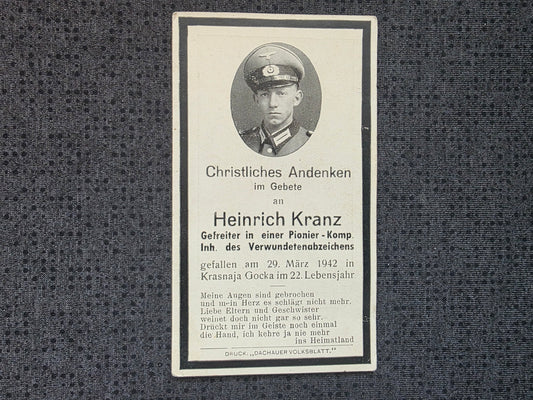 Christliches Andenken
im Gebete
an
Heinrich Kranz
Gefreiter in einer Pionier-Komp.
Inh. des Verwundetenabzeichens
gefallen am 29. März 1942 in
Krasnaja Gocka im 22. Lebensjahr
Meine Augen sind gebrochen
und mein Herz es schlägt nicht mehr.
Liebe Eltern und Geschwister
weinet doch nicht gar so sehr.
Drückt mir im Geiste noch einmal
die Hand, ich kehre ja nie mehr
ins Heimatland
DRUCK: „DACHAUER VOLKSBLATT."